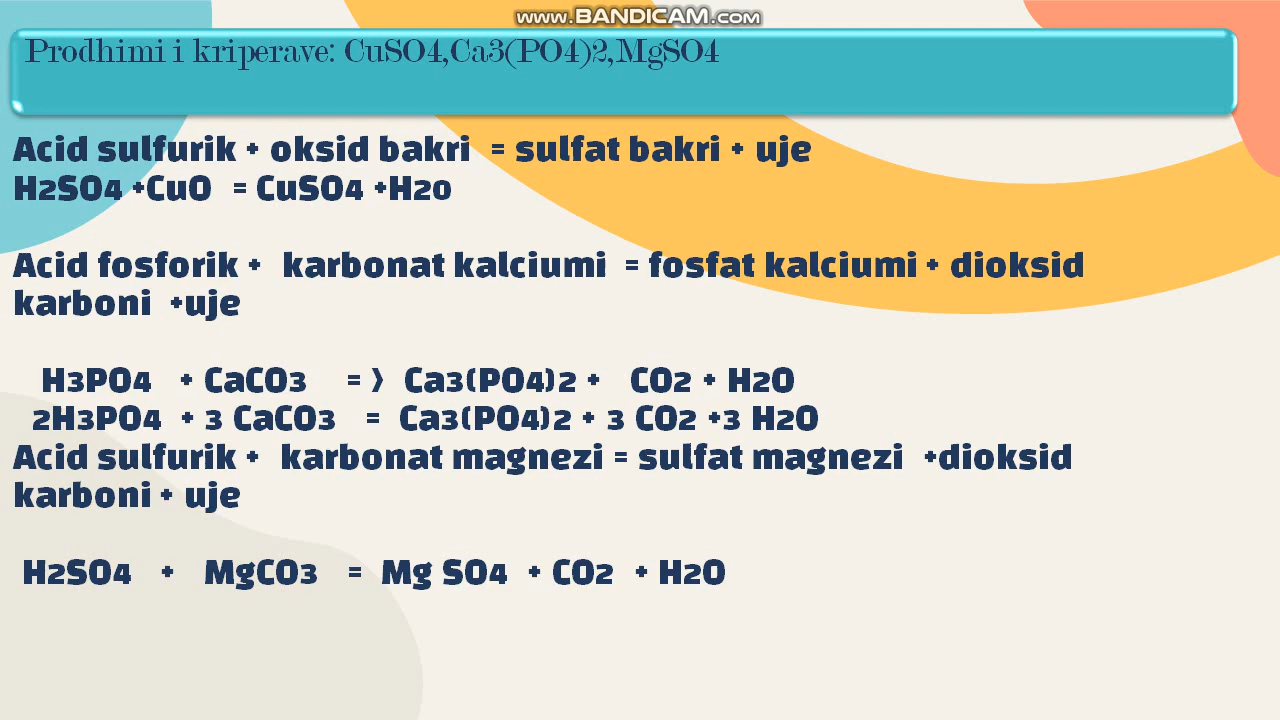 www.BANDICAM.com
Prodhimi i kriperave: CuSO4,Ca3(PO4)2,MgSO4
Acid sulfurik + oksid bakri = sulfat bakri + uje
H2SO4 +CuO = CuSO4 +H2o
Acid fosforik + karbonat kalciumi = fosfat kalciumi + dioksid
karboni +uje
H3PO4 + CaCO3 = > Ca3(PO4)2 + CO2 + H2O
2H3PO4 + 3 CaCO3 = Ca3(PO4)2 + 3 CO2 +3 H2O
Acid sulfurik + karbonat magnezi = sulfat magnezi +dioksid
karboni + uje
H2SO4 + MgCO3 = Mg SO4 + CO2 + H2O